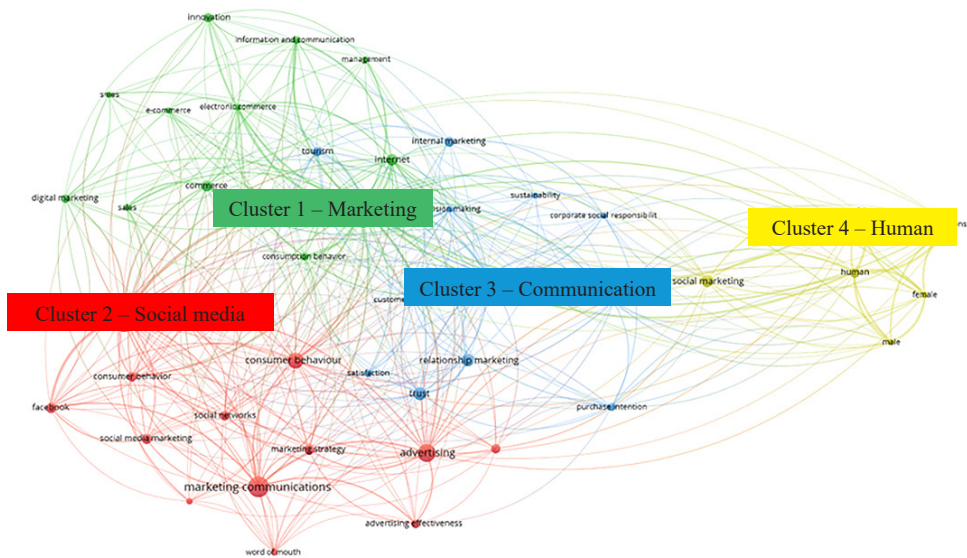 innovation
information and communication
management
e-commerce
electronic commerce
internal marketing
tourism
internet
commerce
sustainability
digital marketing
sales
making
corporate social responsibilit
Cluster 1 – Marketing
Cluster 4 – Human
consumption behavior
human
social marketing
Cluster 3 – Communication
female
Cluster 2 – Social media
male
consumer behaviour
relationship marketing
satisfaction
consumer behavior
trust
facebook
purchase intention
social networks
social media marketing
marketing strategy
advertising
marketing communications
advertising effectiveness
word of mouth